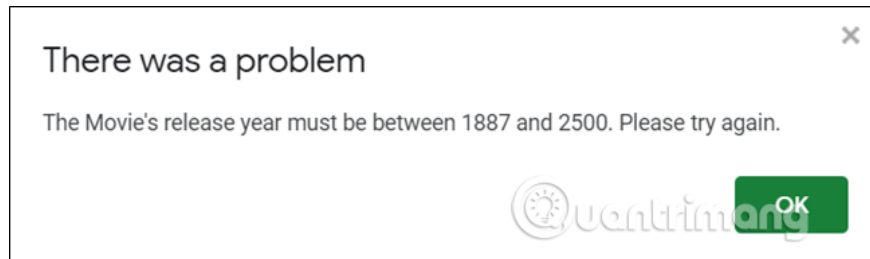 There was a problem
The Movie's release year must be between 1887 and 2500. Please try again.
OK
Quantrimang